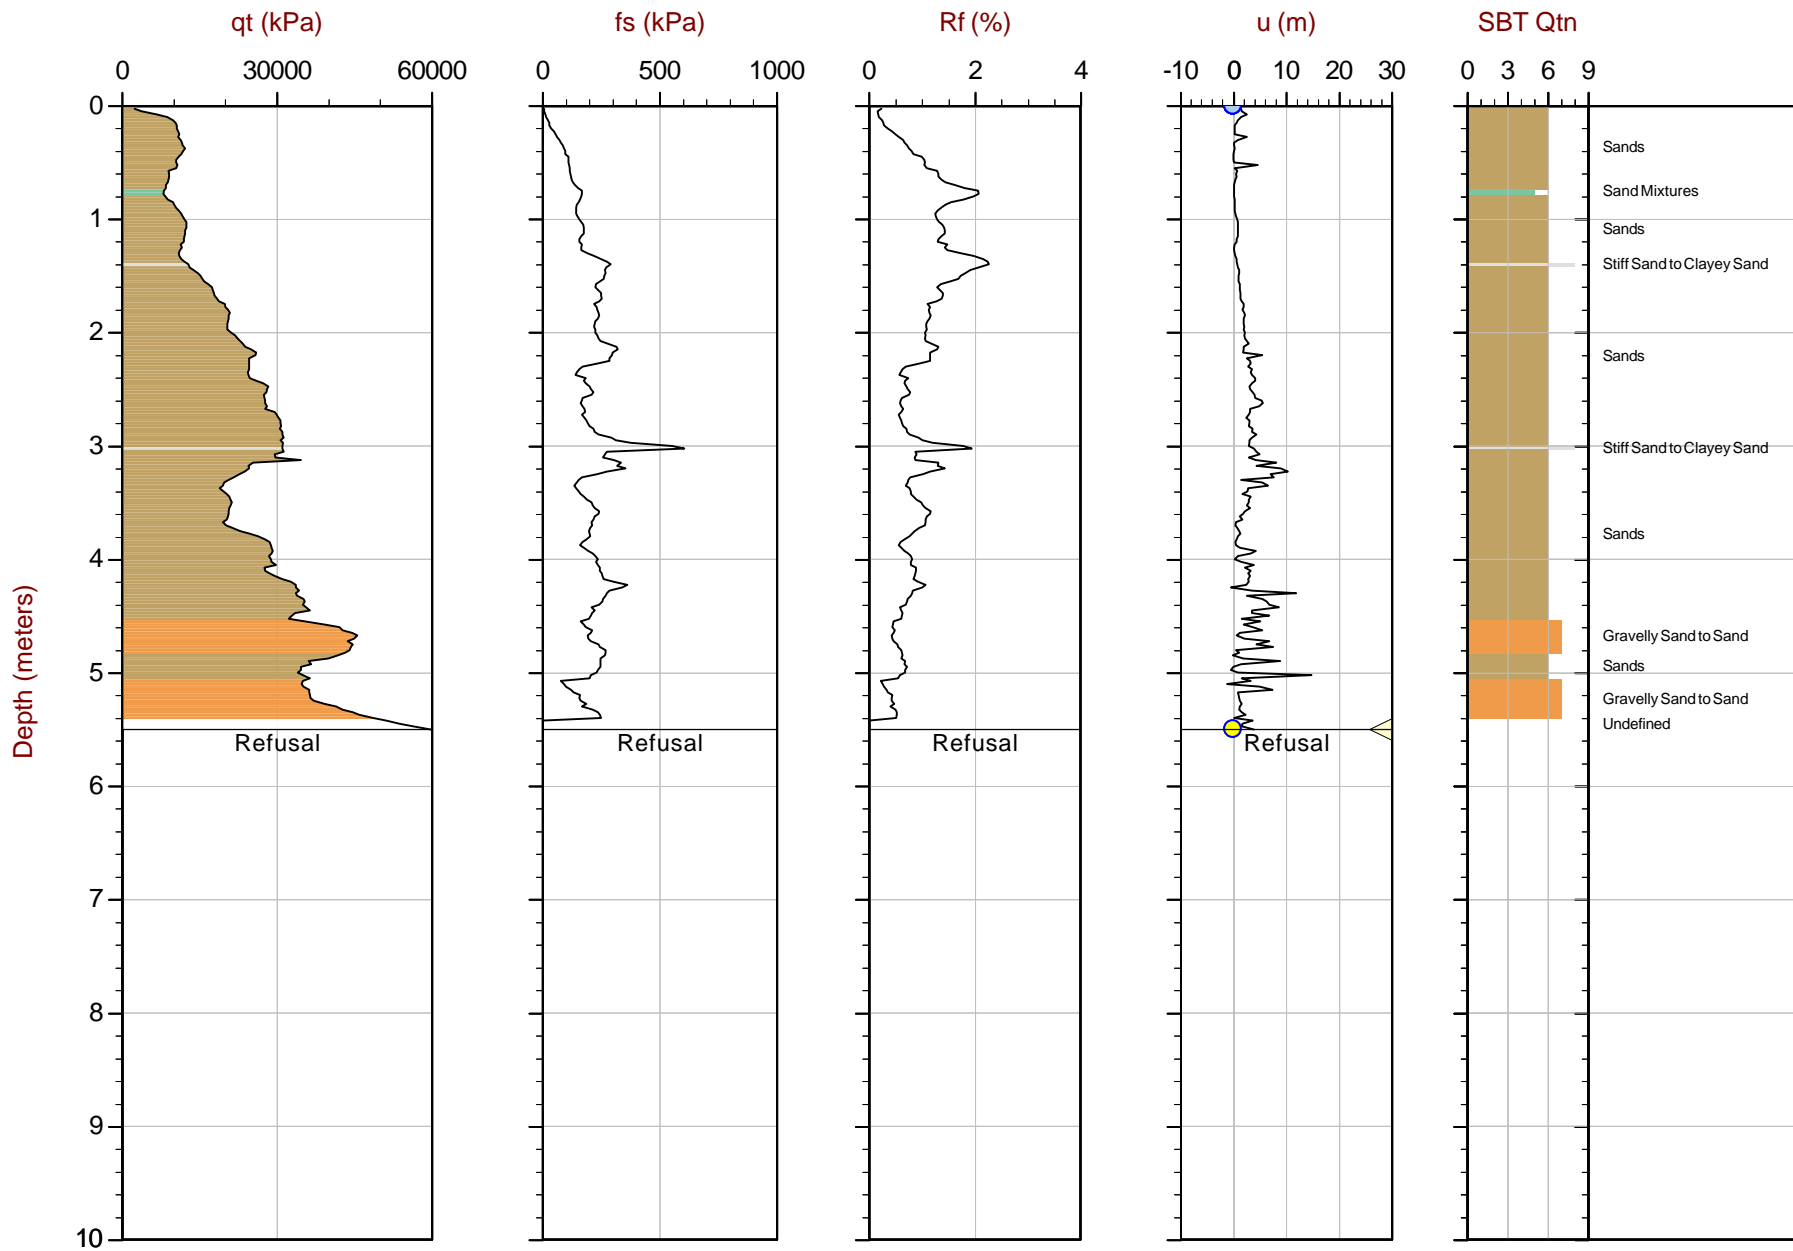 qt (kPa) fs (kPa) Rf (%) u (m) SBT Qtn
0 30000 60000 0 500 1000 0 2 4 -10 0 10 20 30 0 3 6 9
0
Sands
Sand Mixtures
1
Sands
Stiff Sand to Clayey Sand
2
Sands
3
Stiff Sand to Clayey Sand
Sands
4
Gravelly Sand to Sand
Sands
5
Gravelly Sand to Sand
Undefined
Refusal Refusal Refusal Refusal
6
7
8
9
10
Depth (meters)